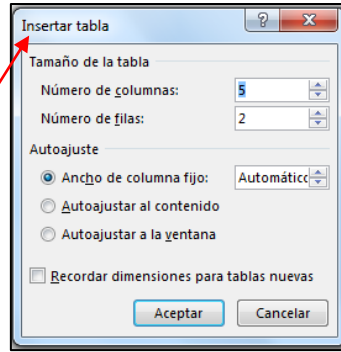 Insertar tabla
Tamaño de la tabla
Número de columnas: 5
Número de filas: 2
Autoajuste
Ancho de columna fijo: Automático
Autoajustar al contenido
Autoajustar a la ventana
Recordar dimensiones para tablas nuevas
Aceptar Cancelar